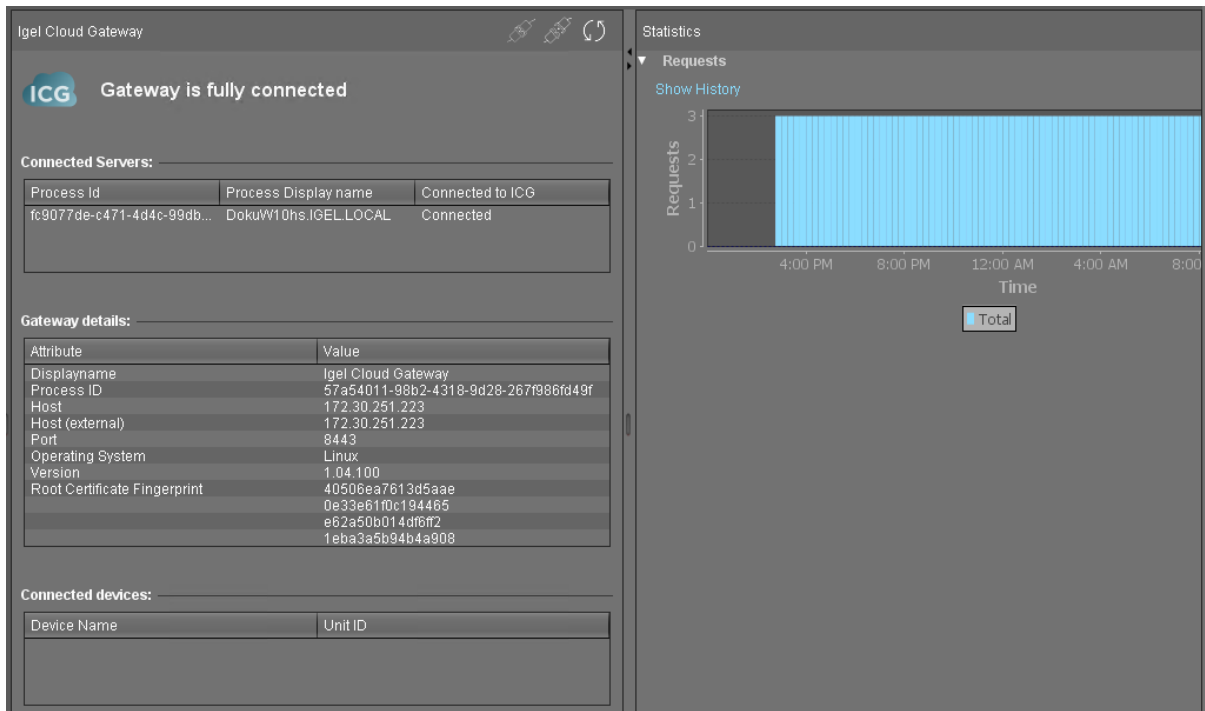 Igel Cloud Gateway
ICG Gateway is fully connected
Connected Servers:
Process Id Process Display name Connected to ICG
fc9077de-c471-4d4c-99db... DokuW10hs.IGEL.LOCAL Connected
Gateway details:
Attribute Value
Displayname Igel Cloud Gateway
Process ID 57a54011-98b2-4318-9d28-267f986fd49f
Host 172.30.251.223
Host (external) 172.30.251.223
Port 8443
Operating System Linux
Version 1.04.100
Root Certificate Fingerprint 40506ea7613d5aae
0e33e61f0c194465
e62a50b014df6ff2
1eba3a5b94b4a908
Connected devices:
Device Name Unit ID
Statistics
Requests
Show History
Requests
3
2
1
0
4:00 PM 8:00 PM 12:00 AM 4:00 AM 8:00
Time
Total